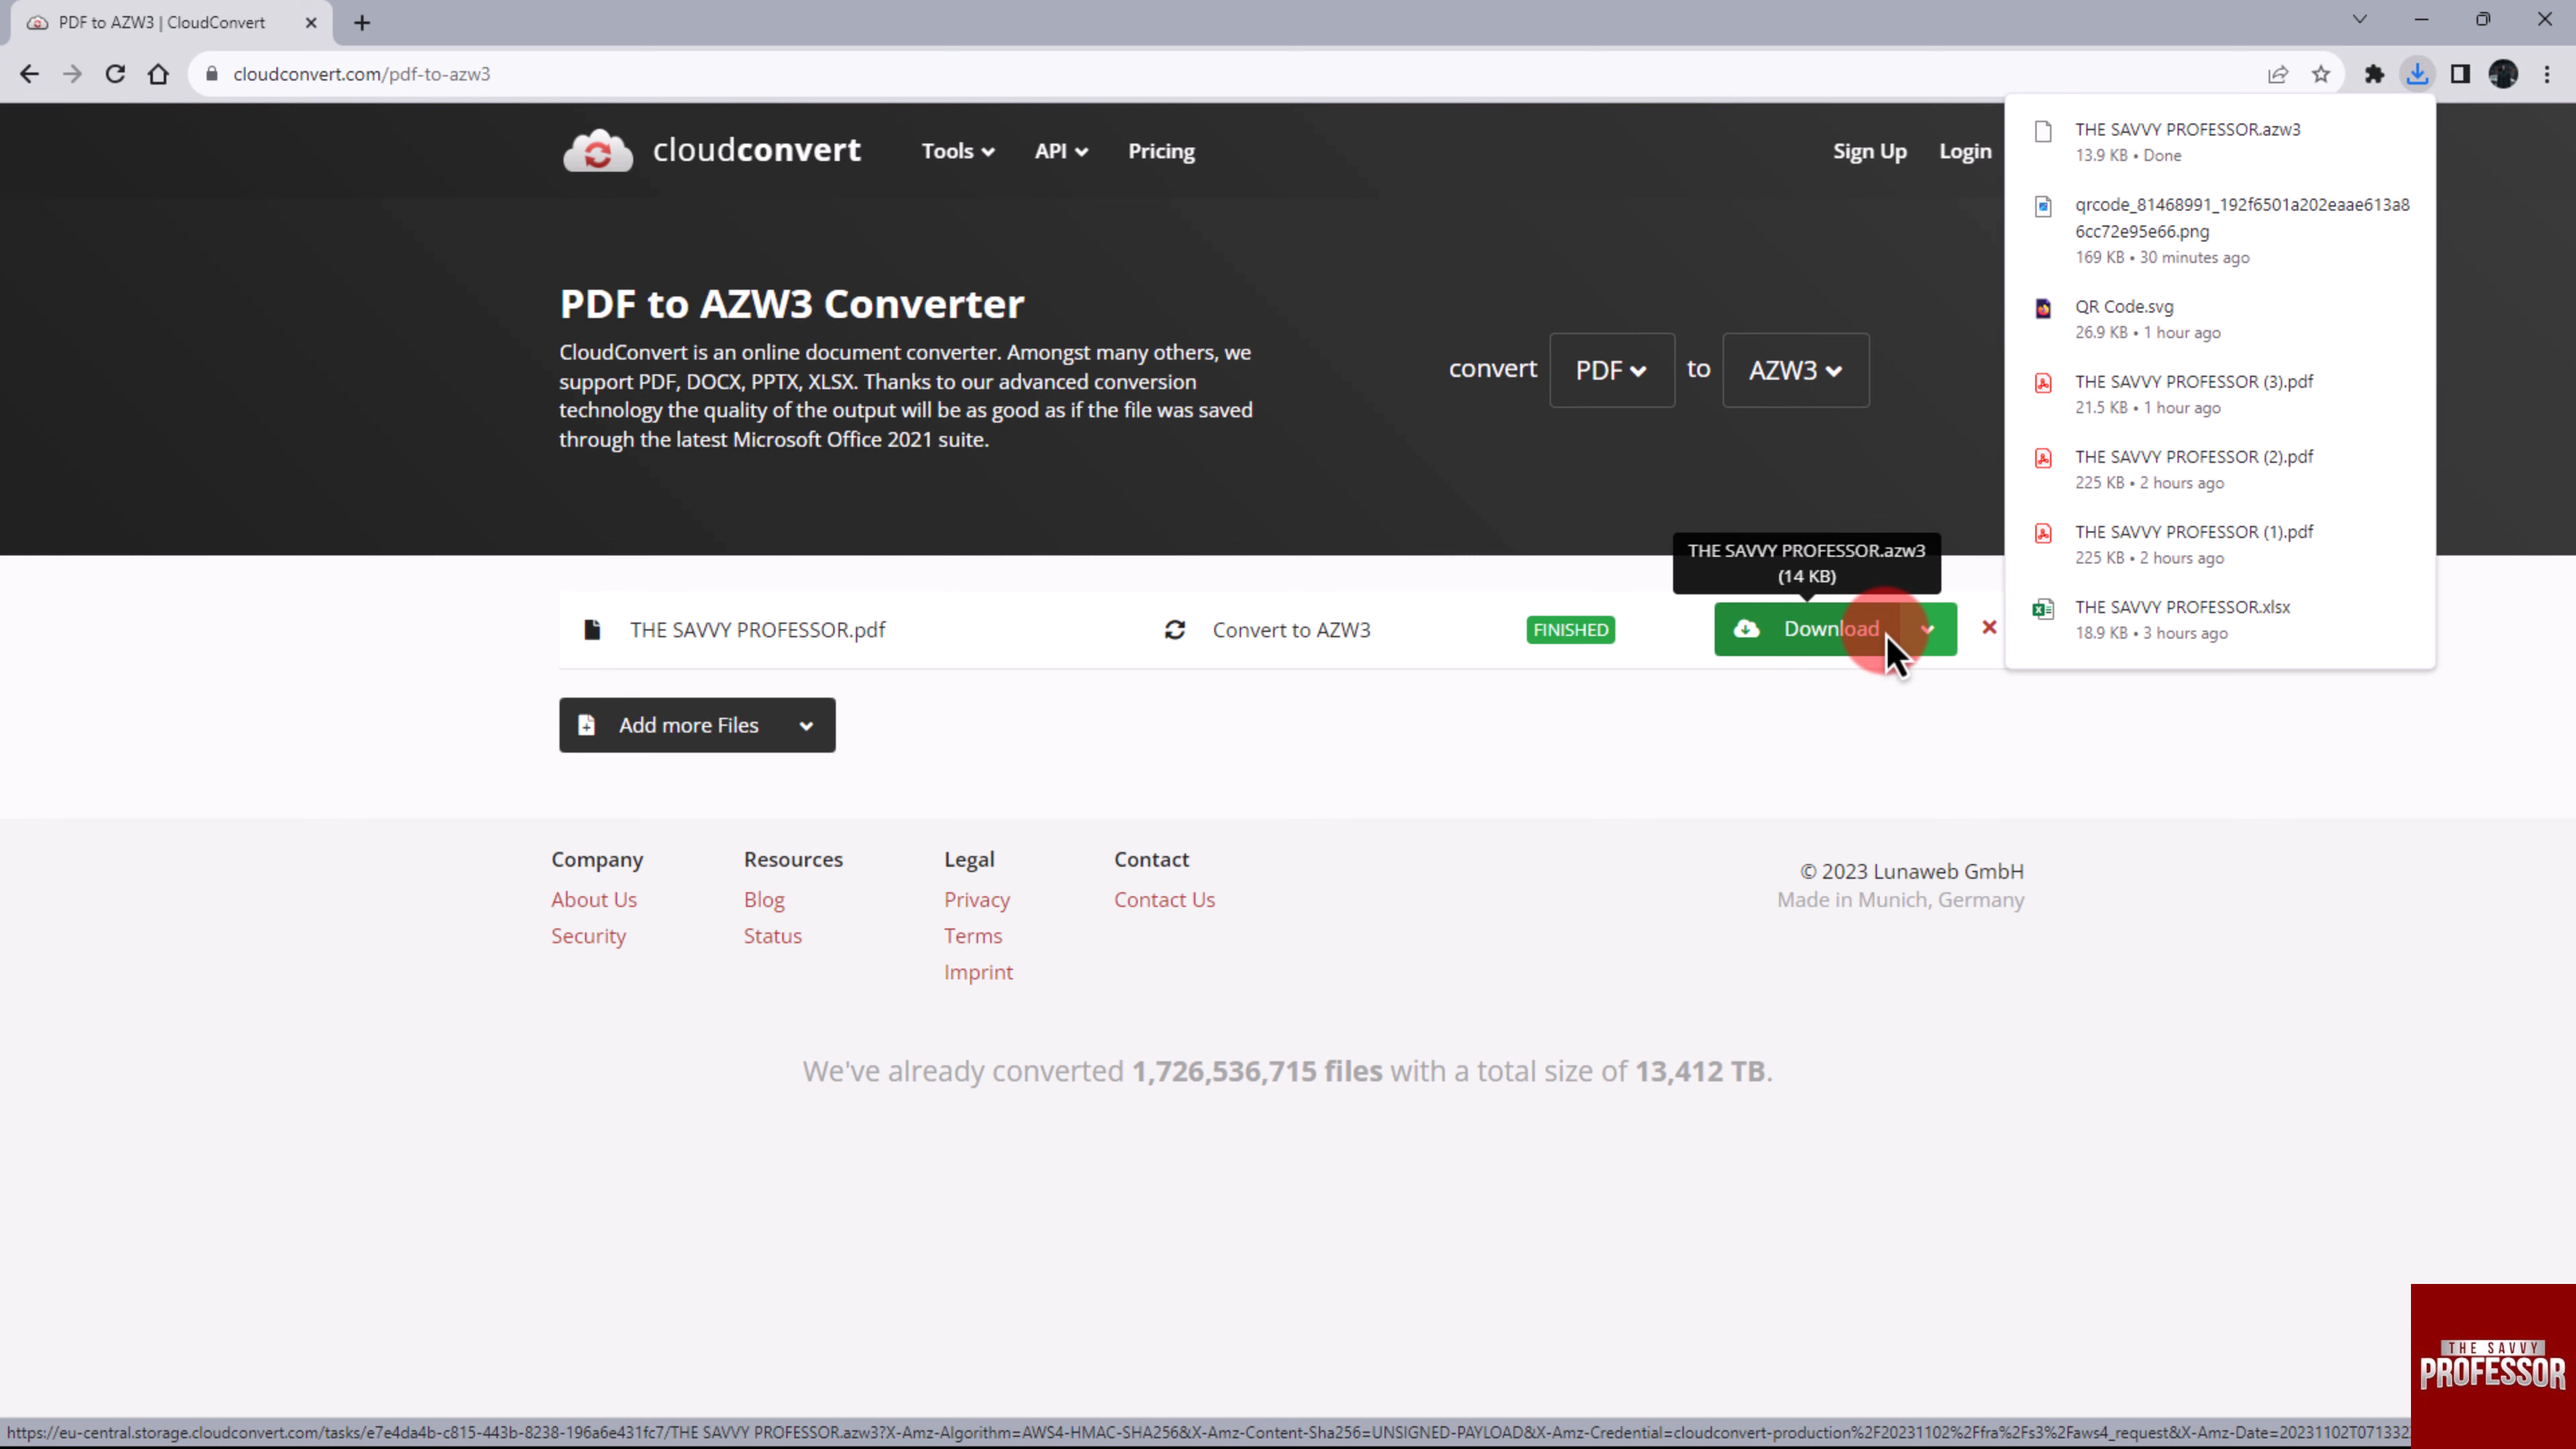 PDF to AZW3 | CloudConvert
cloudconvert.com/pdf-to-azw3
cloudconvert
Tools
API
Pricing
Sign Up
Login
PDF to AZW3 Converter
CloudConvert is an online document converter. Amongst many others, we
support PDF, DOCX, PPTX, XLSX. Thanks to our advanced conversion
technology the quality of the output will be as good as if the file was saved
through the latest Microsoft Office 2021 suite.
convert PDF to AZW3
THE SAVVY PROFESSOR.azw3
13.9 KB • Done
qrcode_81468991_192f6501a202eaae613a8
6cc72e95e66.png
169 KB • 30 minutes ago
QR Code.svg
26.9 KB • 1 hour ago
THE SAVVY PROFESSOR (3).pdf
21.5 KB • 1 hour ago
THE SAVVY PROFESSOR (2).pdf
225 KB • 2 hours ago
THE SAVVY PROFESSOR (1).pdf
225 KB • 2 hours ago
THE SAVVY PROFESSOR.xlsx
18.9 KB • 3 hours ago
THE SAVVY PROFESSOR.azw3
(14 KB)
THE SAVVY PROFESSOR.pdf
Convert to AZW3
FINISHED
Download
Add more Files
Company
About Us
Security
Resources
Blog
Status
Legal
Privacy
Terms
Imprint
Contact
Contact Us
© 2023 Lunaweb GmbH
Made in Munich, Germany
We've already converted 1,726,536,715 files with a total size of 13,412 TB.
THE SAVVY
PROFESSOR
https://eu-central.storage.cloudconvert.com/tasks/e7e4da4b-c815-443b-8238-196a6e431fc7/THE SAVVY PROFESSOR.azw3?X-Amz-Algorithm=AWS4-HMAC-SHA256&X-Amz-Content-Sha256=UNSIGNED-PAYLOAD&X-Amz-Credential=cloudconvert-production%2F20231102%2Ffra%2Fs3%2Faws4_request&X-Amz-Date=20231102T071332